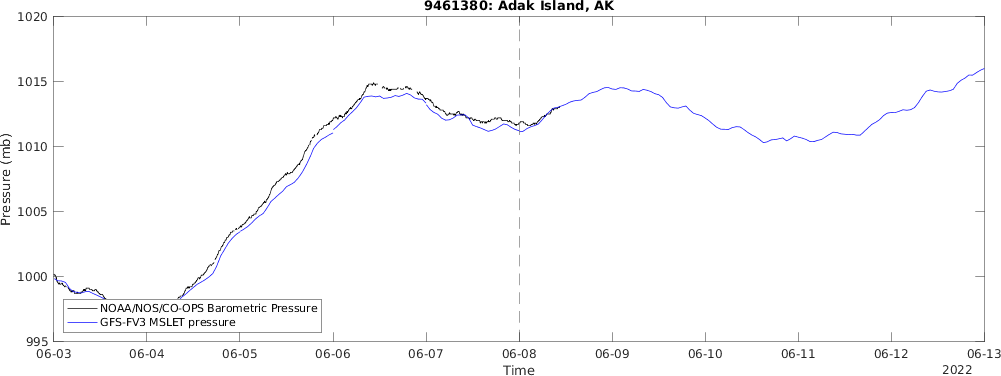 9461380: Adak Island, AK
1020
1015
1010
1005
1000
995
Pressure (mb)
NOAA/NOS/CO-OPS Barometric Pressure
GFS-FV3 MSLET pressure
06-03 06-04 06-05 06-06 06-07 06-08 06-09 06-10 06-11 06-12 06-13
Time
2022